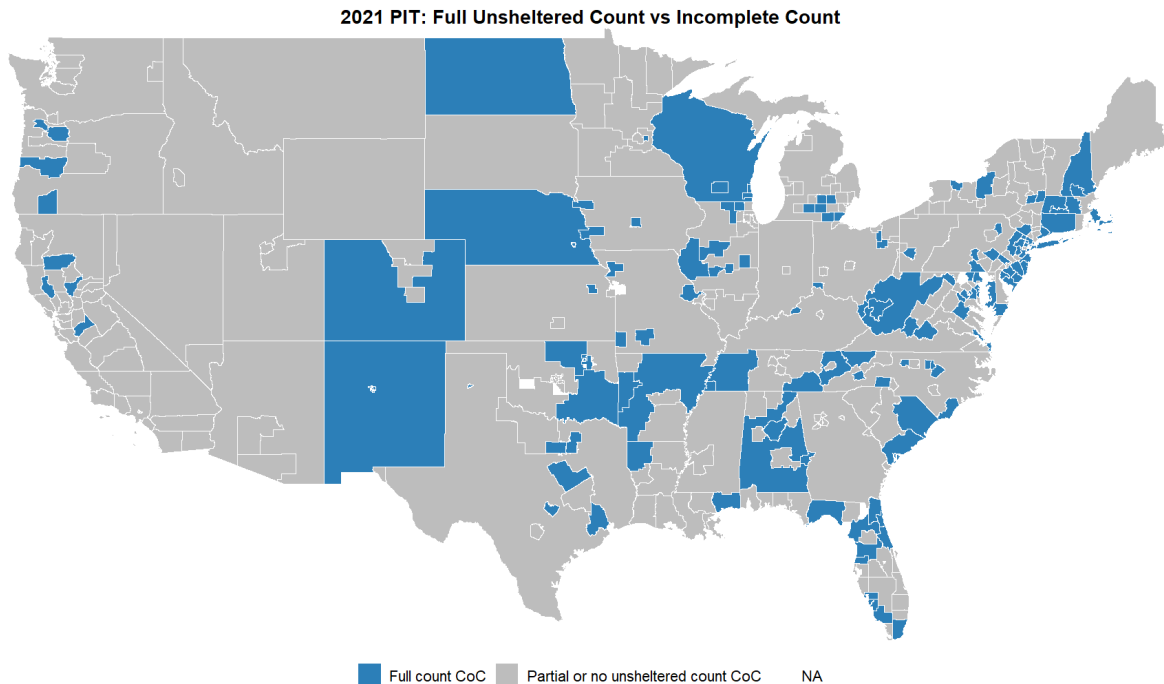 2021 PIT: Full Unsheltered Count vs Incomplete Count
Full count CoC Partial or no unsheltered count CoC NA